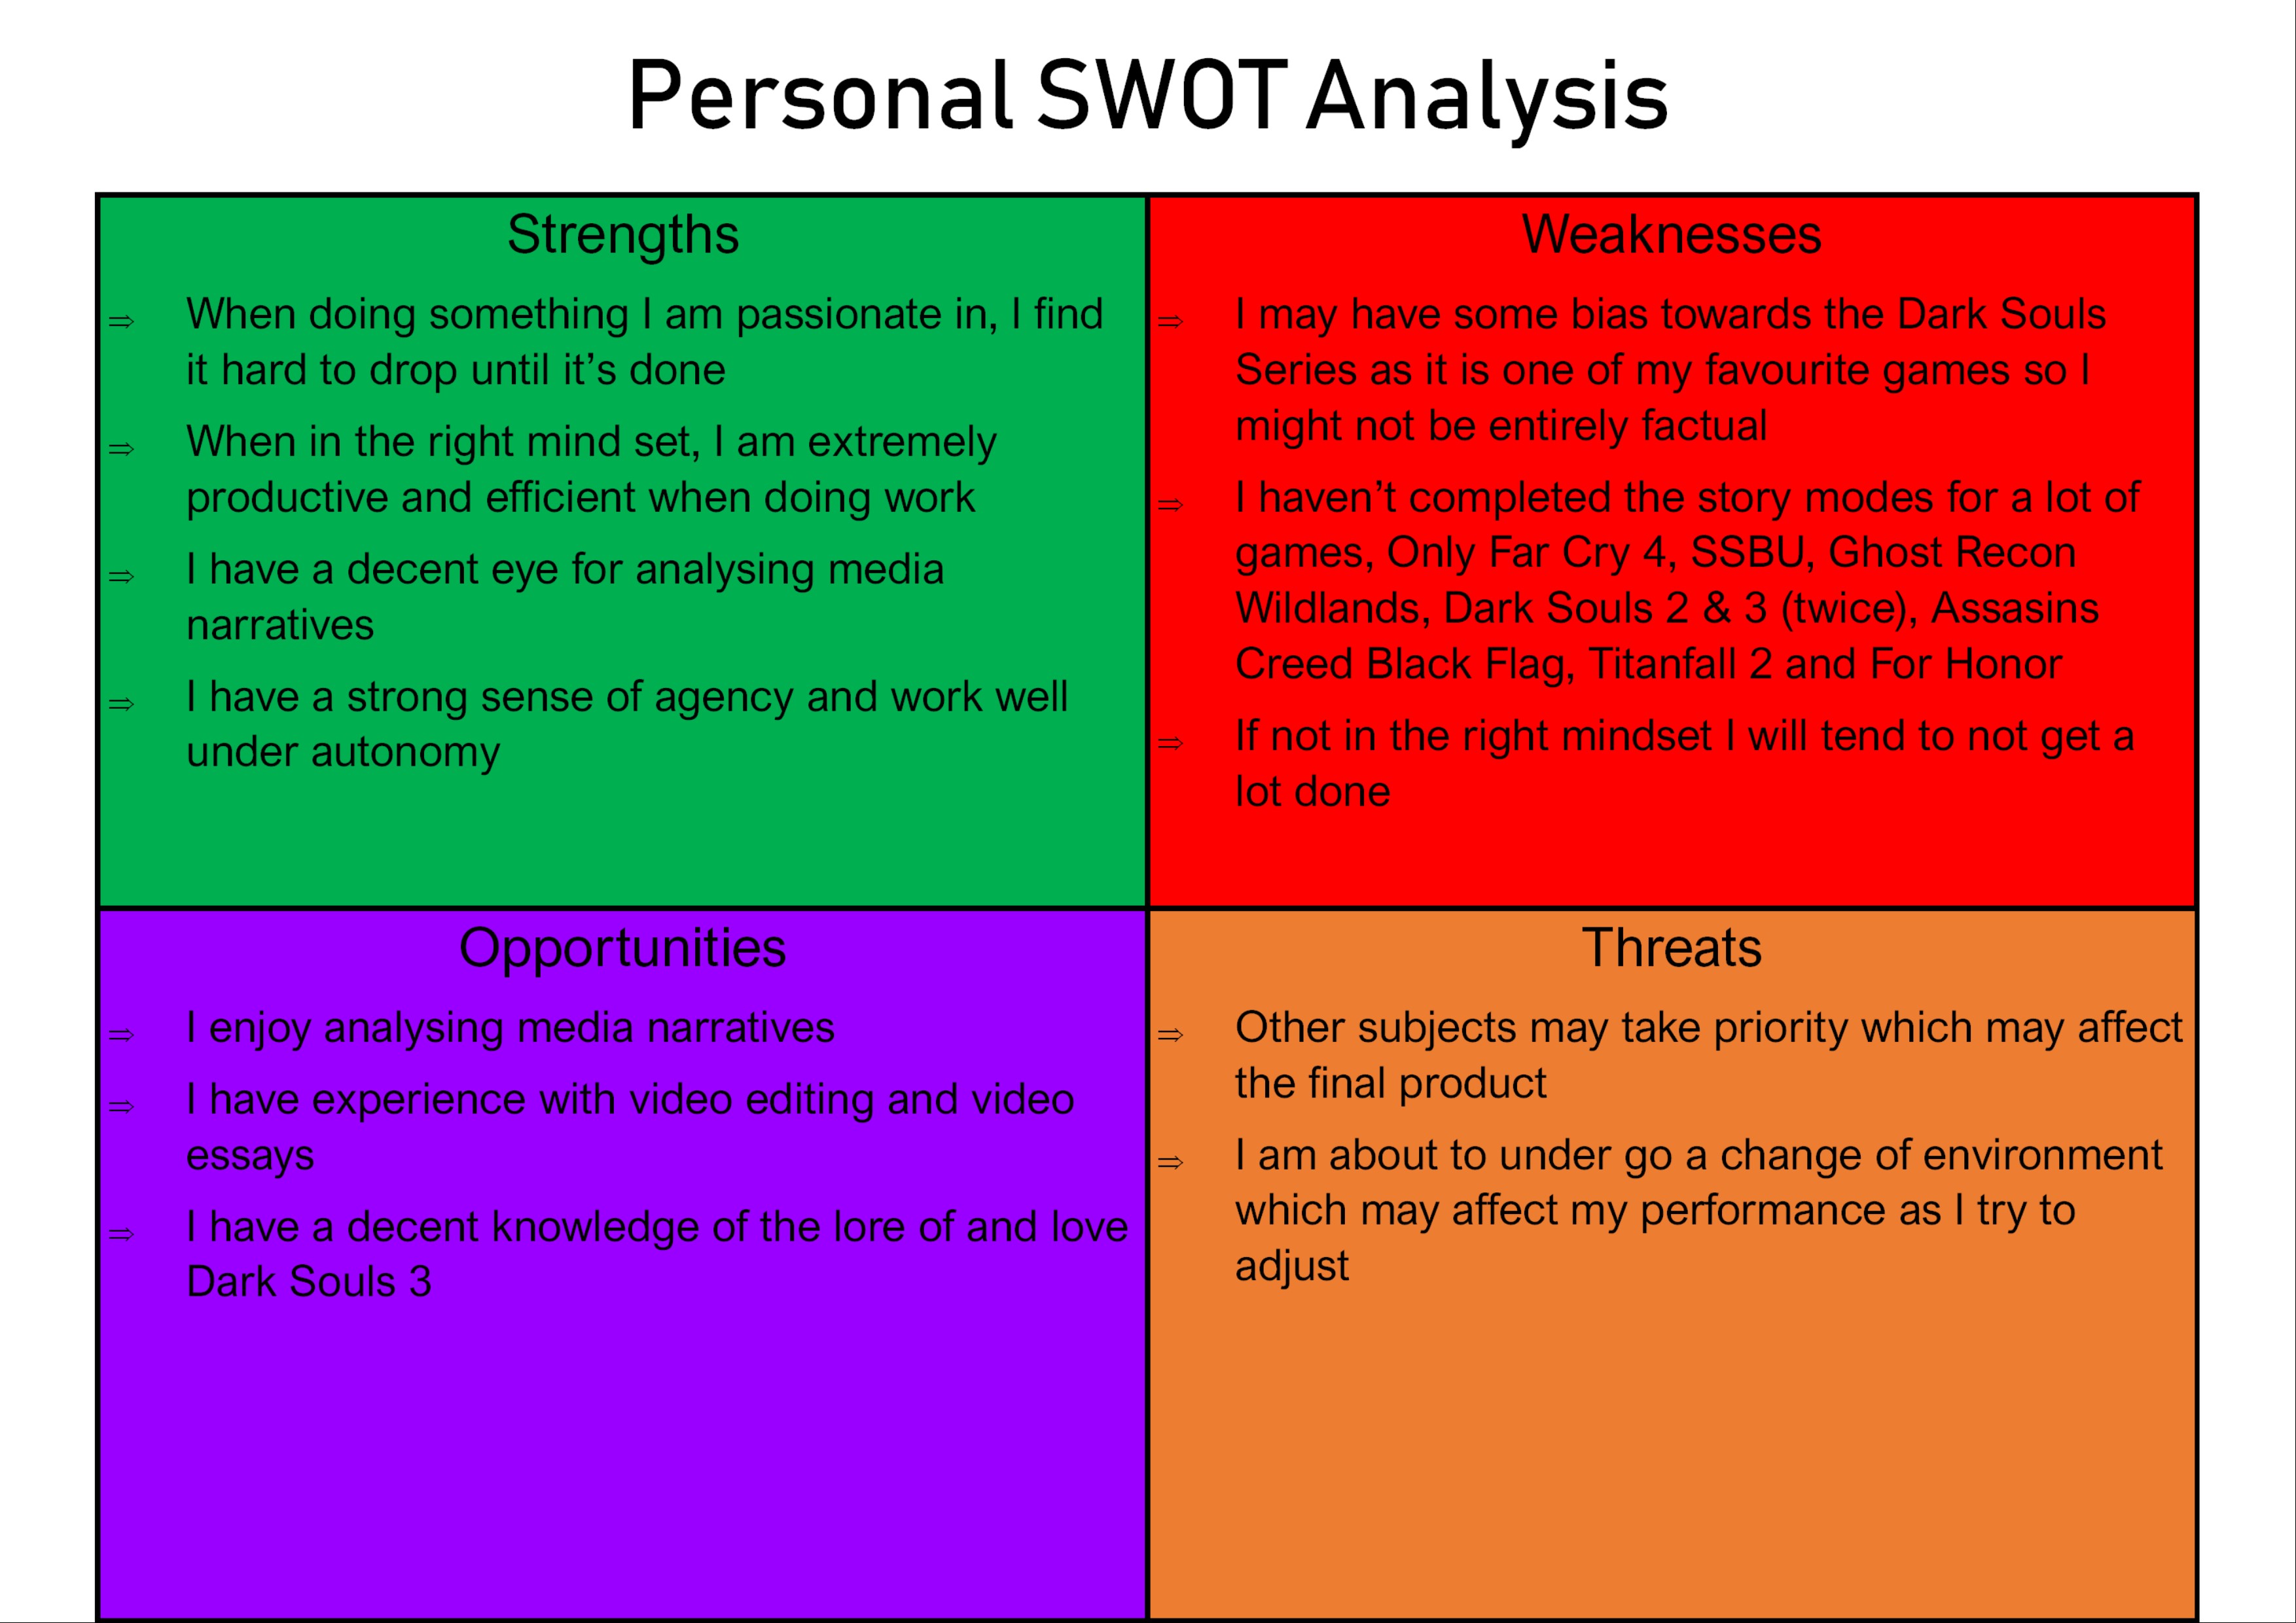 Personal SWOT Analysis
Strengths
⇒ When doing something I am passionate in, I find
it hard to drop until it’s done
⇒ When in the right mind set, I am extremely
productive and efficient when doing work
⇒ I have a decent eye for analysing media
narratives
⇒ I have a strong sense of agency and work well
under autonomy
Weaknesses
⇒ I may have some bias towards the Dark Souls
Series as it is one of my favourite games so I
might not be entirely factual
⇒ I haven’t completed the story modes for a lot of
games, Only Far Cry 4, SSBU, Ghost Recon
Wildlands, Dark Souls 2 & 3 (twice), Assasins
Creed Black Flag, Titanfall 2 and For Honor
⇒ If not in the right mindset I will tend to not get a
lot done
Opportunities
⇒ I enjoy analysing media narratives
⇒ I have experience with video editing and video
essays
⇒ I have a decent knowledge of the lore of and love
Dark Souls 3
Threats
⇒ Other subjects may take priority which may affect
the final product
⇒ I am about to under go a change of environment
which may affect my performance as I try to
adjust